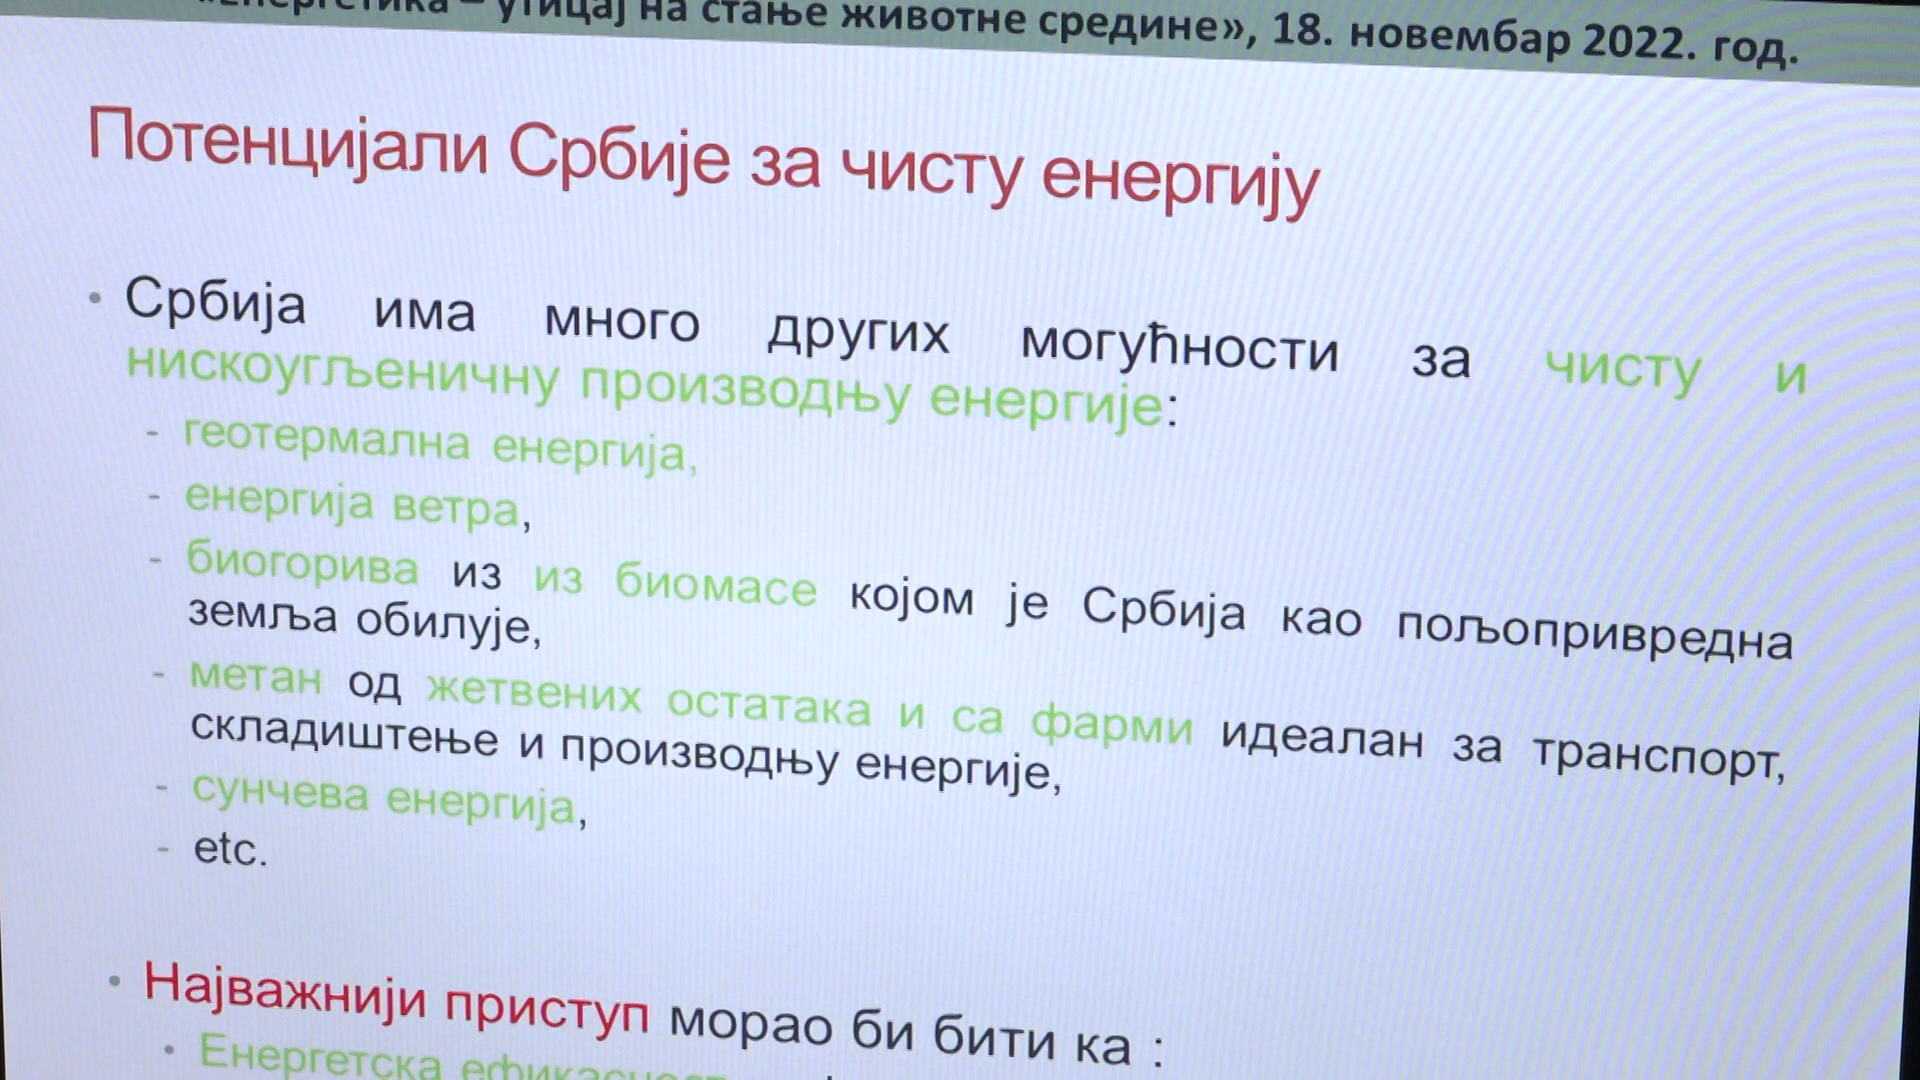 «Енергетика – утицај на стање животне средине», 18. новембар 2022. год.
Потенцијали Србије за чисту енергију
• Србија има много других могућности за чисту и
нискоугљеничну производњу енергије:
- геотермална енергија,
- енергија ветра,
- биогорива из из биомасе којом је Србија као пољопривредна
земља обилује,
- метан од жетвених остатака и са фарми идеалан за транспорт,
складиштење и производњу енергије,
- сунчева енергија,
- etc.
• Најважнији приступ морао би бити ка :
• Енергетска